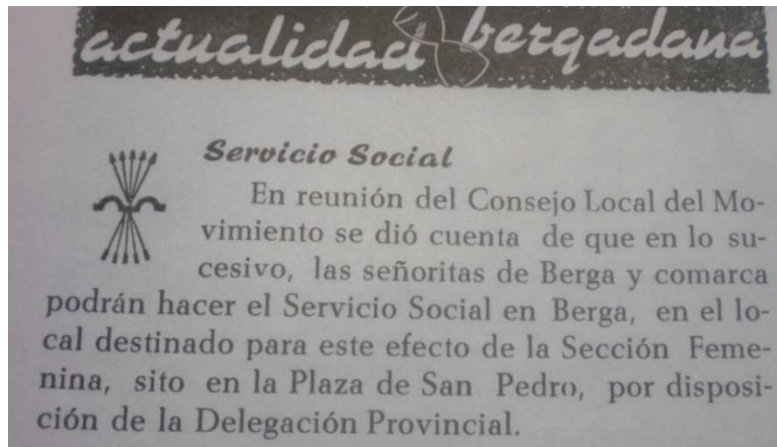 actualidad bergadana
Servicio Social
En reunión del Consejo Local del Mo-
vimiento se dió cuenta de que en lo su-
cesivo, las señoritas de Berga y comarca
podrán hacer el Servicio Social en Berga, en el lo-
cal destinado para este efecto de la Sección Feme-
nina, sito en la Plaza de San Pedro, por disposi-
ción de la Delegación Provincial.